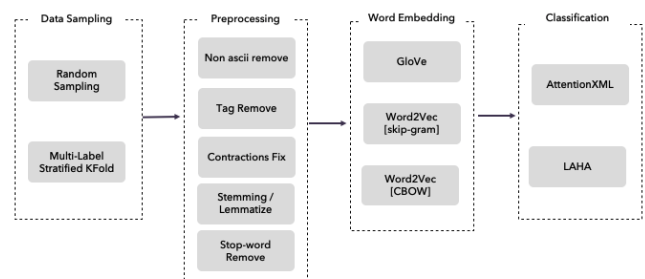 Data Sampling
Random
Sampling
Multi-Label
Stratified KFold
Preprocessing
Non ascii remove
Tag Remove
Contractions Fix
Stemming /
Lemmatize
Stop-word
Remove
Word Embedding
GloVe
Word2Vec
[skip-gram]
Word2Vec
[CBOW]
Classification
AttentionXML
LAHA